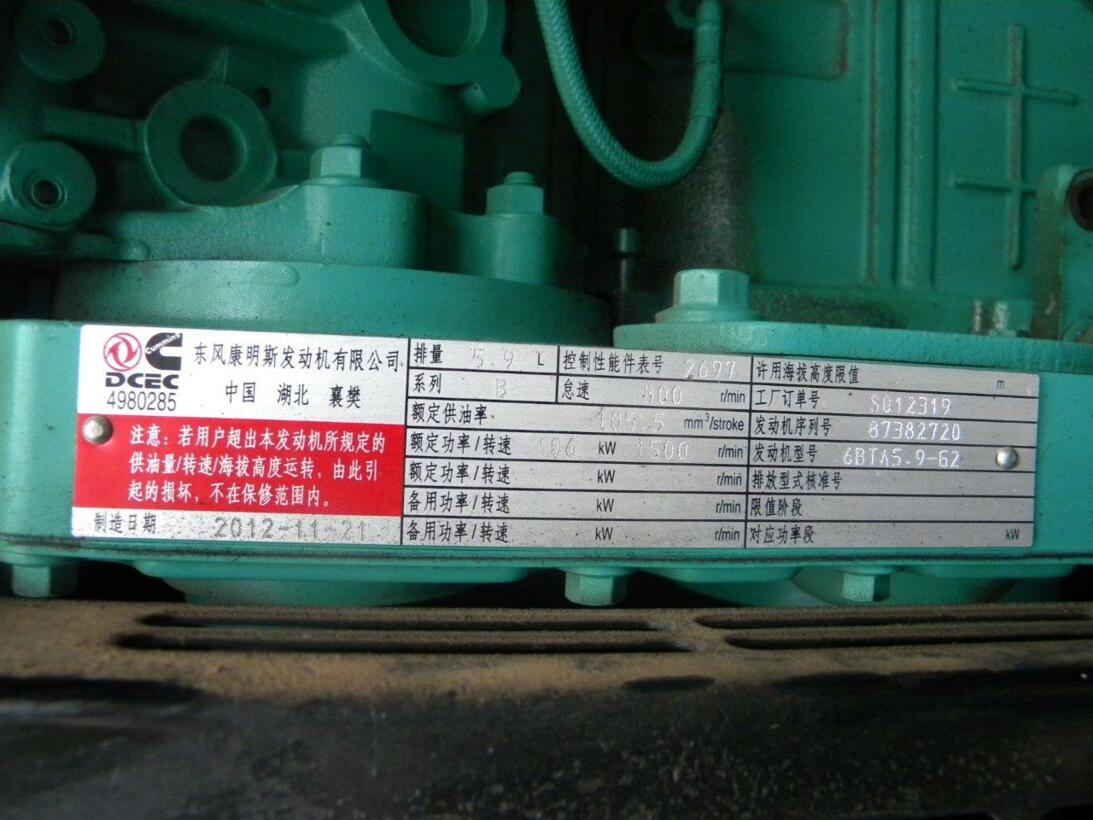 Cummins
DCEC
4980285
东风康明斯发动机有限公司
中国 湖北 襄樊
注意：若用户超出本发动机所规定的
供油量/转速/海拔高度运转，由此引
起的损坏，不在保修范围内。
制造日期 2012-11-21
排量 5.9 L 控制性能件表号 2697
系列 B 怠速 800 r/min
额定供油率 105.5 mm³/stroke
额定功率/转速 106 kW 1500 r/min
额定功率/转速 kW r/min
备用功率/转速 kW r/min
备用功率/转速 kW r/min
许用海拔高度限值 m
工厂订单号 SO12319
发动机序列号 87382720
发动机型号 6BTA5.9-G2
排放型式核准号
限值阶段
对应功率段 kW